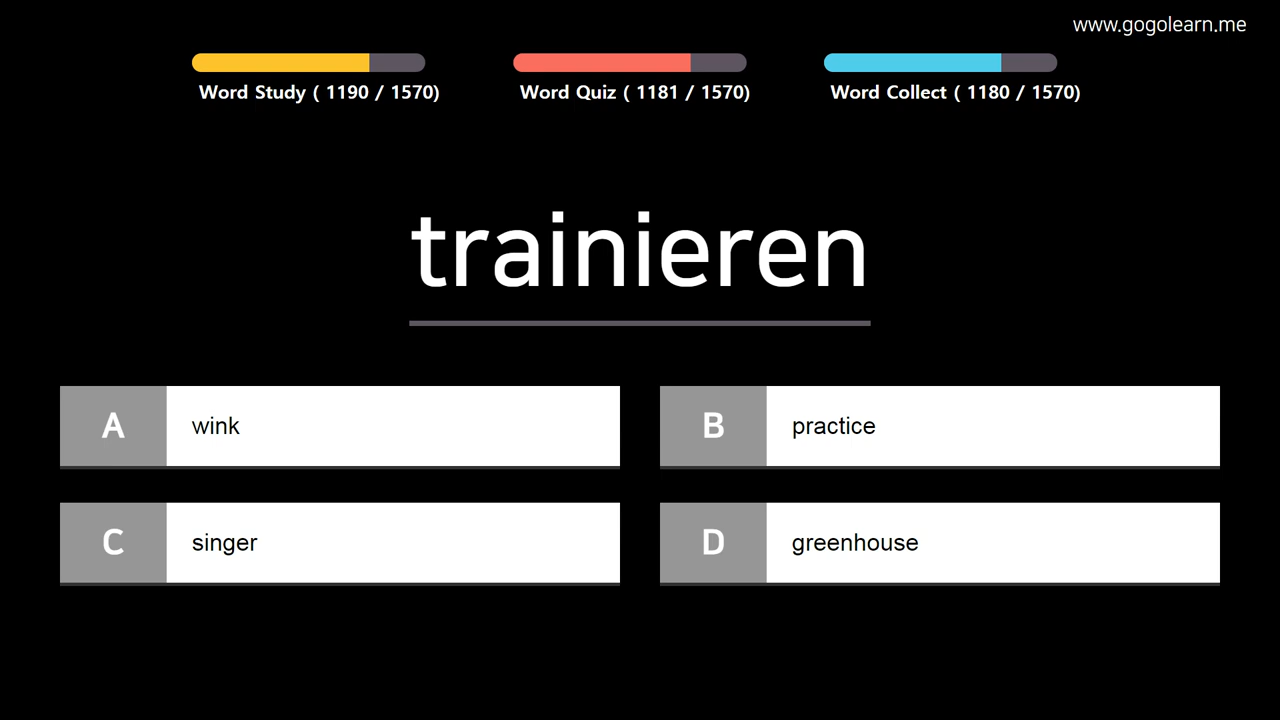 www.gogolearn.me
Word Study ( 1190 / 1570)
Word Quiz ( 1181 / 1570)
Word Collect ( 1180 / 1570)
trainieren
A wink
B practice
C singer
D greenhouse